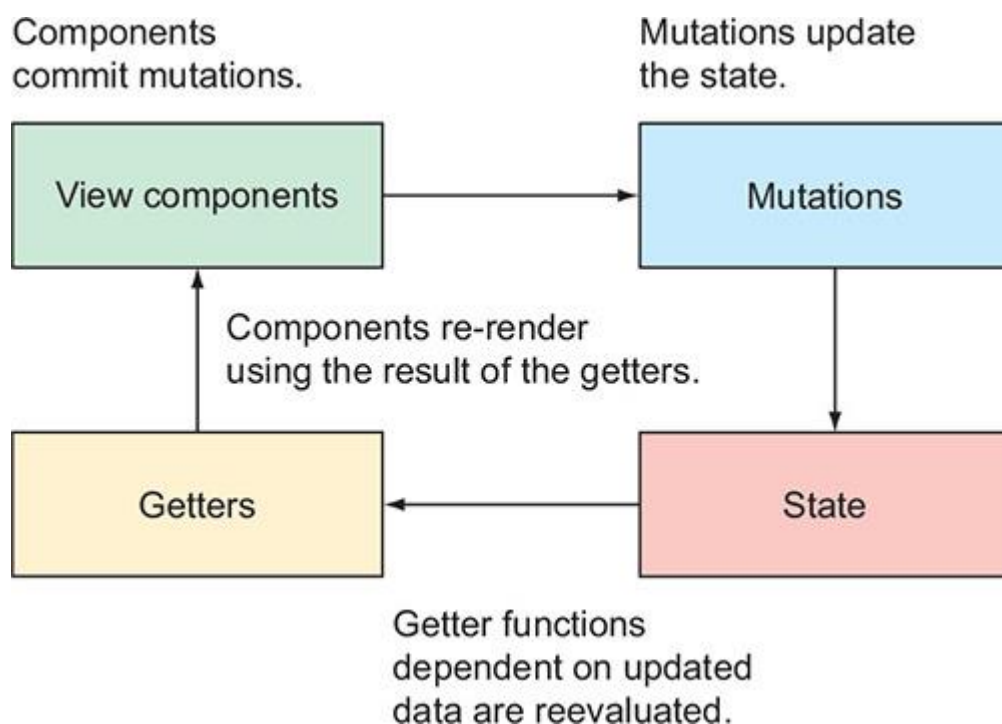 Components
commit mutations.
Mutations update
the state.
View components
Mutations
Components re-render
using the result of the getters.
Getters
State
Getter functions
dependent on updated
data are reevaluated.